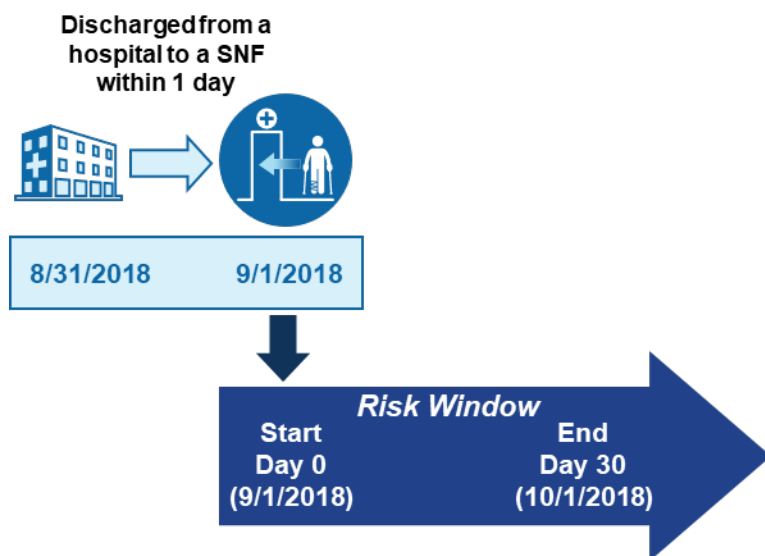 Discharged from a
hospital to a SNF
within 1 day
8/31/2018
9/1/2018
Risk Window
Start
Day 0
(9/1/2018)
End
Day 30
(10/1/2018)